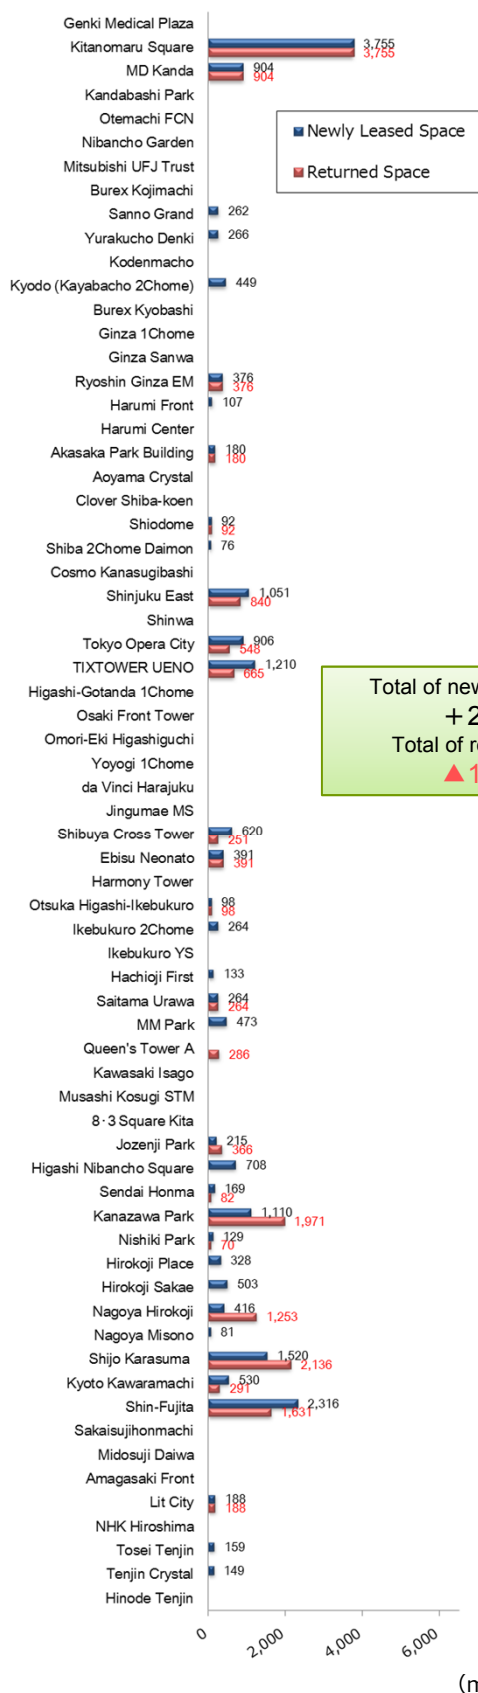 Genki Medical Plaza
Kitanomaru Square 3,755
3,755
MD Kanda 904
904
Kandabashi Park
Otemachi FCN
Newly Leased Space
Nibancho Garden
Mitsubishi UFJ Trust
Returned Space
Burex Kojimachi
Sanno Grand 262
Yurakucho Denki 266
Kodenmacho
Kyodo (Kayabacho 2Chome) 449
Burex Kyobashi
Ginza 1Chome
Ginza Sanwa
Ryoshin Ginza EM 376
376
Harumi Front 107
Harumi Center
Akasaka Park Building 180
180
Aoyama Crystal
Clover Shiba-koen
Shiodome 92
92
Shiba 2Chome Daimon 76
Cosmo Kanasugibashi
Shinjuku East 1,051
840
Shinwa
Tokyo Opera City 906
548
TIXTOWER UENO 1,210
665
Higashi-Gotanda 1Chome
Total of new
Osaki Front Tower
+2
Omori-Eki Higashiguchi
Total of r
Yoyogi 1Chome
▲1
da Vinci Harajuku
Jingumae MS
Shibuya Cross Tower 620
251
Ebisu Neonato 391
391
Harmony Tower
Otsuka Higashi-Ikebukuro 98
98
Ikebukuro 2Chome 264
Ikebukuro YS
Hachioji First 133
Saitama Urawa 264
264
MM Park 473
Queen's Tower A 286
Kawasaki Isago
Musashi Kosugi STM
8·3 Square Kita
Jozenji Park 215
366
Higashi Nibancho Square 708
Sendai Honma 169
82
Kanazawa Park 1,110
1,971
Nishiki Park 129
70
Hirokoji Place 328
Hirokoji Sakae 503
Nagoya Hirokoji 416
1,253
Nagoya Misono 81
Shijo Karasuma 1,520
2,136
Kyoto Kawaramachi 530
291
Shin-Fujita 2,316
1,631
Sakaisujihonmachi
Midosuji Daiwa
Amagasaki Front
Lit City 188
188
NHK Hiroshima
Tosei Tenjin 159
Tenjin Crystal 149
Hinode Tenjin
0 2,000 4,000 6,000
(m